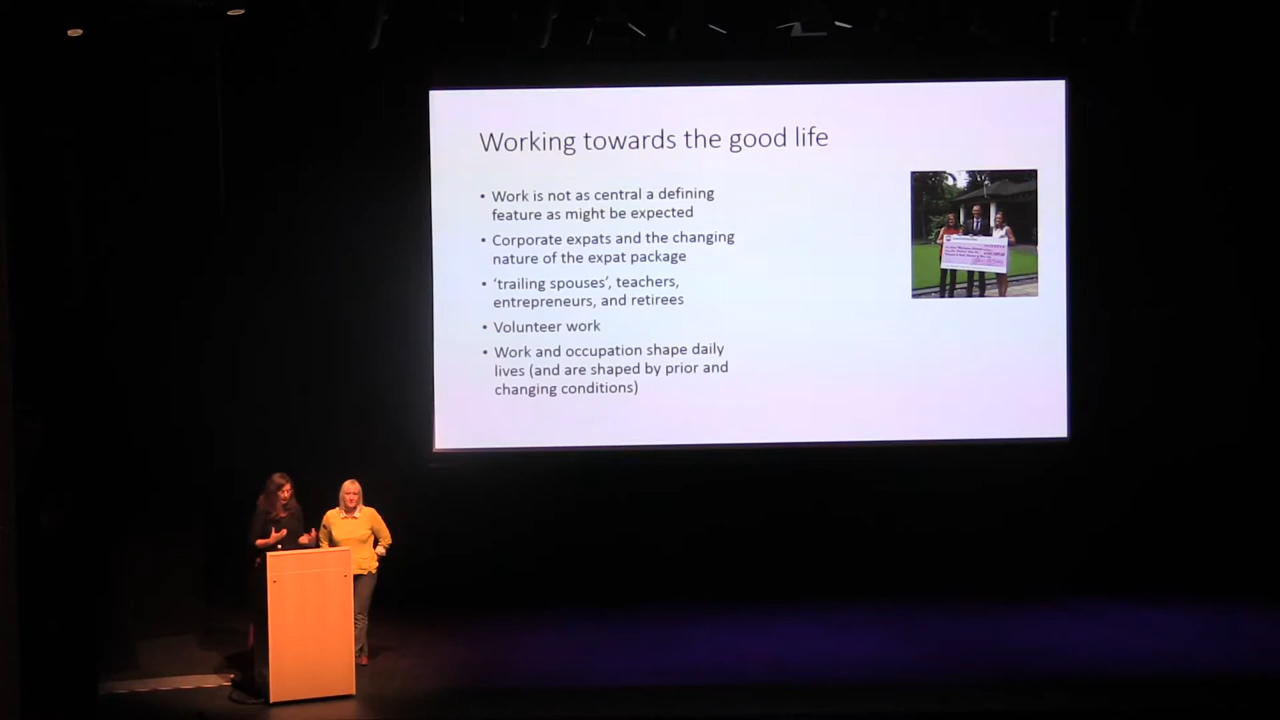 Working towards the good life
• Work is not as central a defining
feature as might be expected
• Corporate expats and the changing
nature of the expat package
• ‘trailing spouses’, teachers,
entrepreneurs, and retirees
• Volunteer work
• Work and occupation shape daily
lives (and are shaped by prior and
changing conditions)